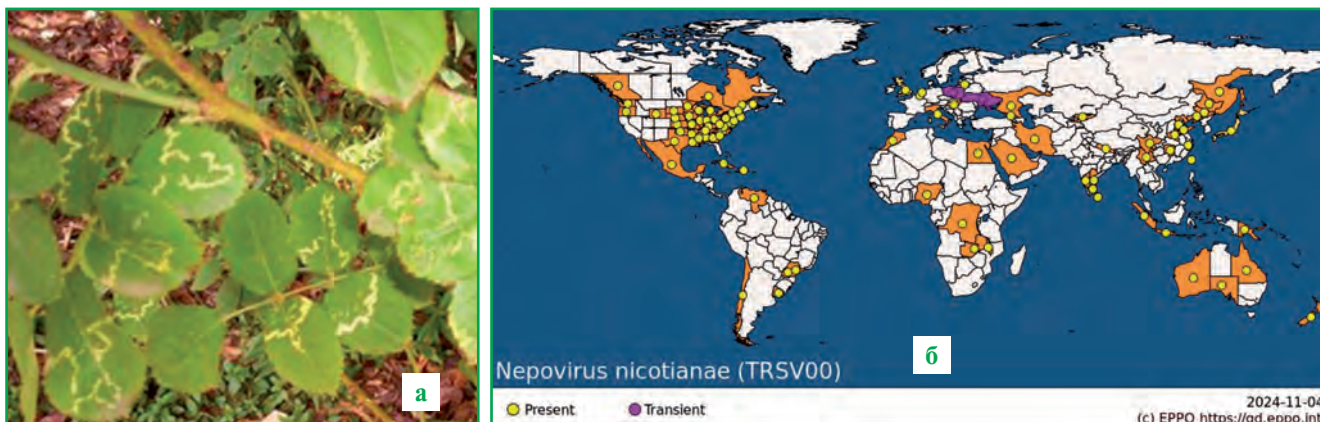 а
б
Nepovirus nicotianae (TRSV00)
Present
Transient
2024-11-04
(c) EPPO https://gd.eppo.int